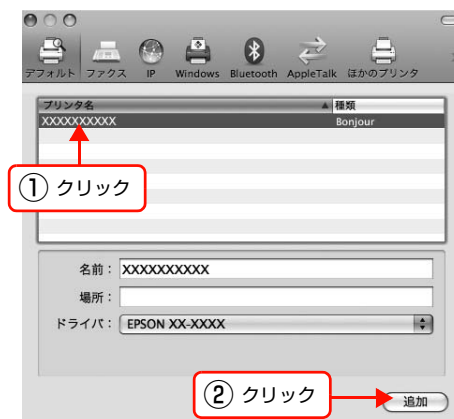 デフォルト ファクス IP Windows Bluetooth AppleTalk ほかのプリンタ
プリンタ名 種類
XXXXXXXXXX Bonjour
① クリック
名前： XXXXXXXXXX
場所：
ドライバ： EPSON XX-XXXX
② クリック
追加